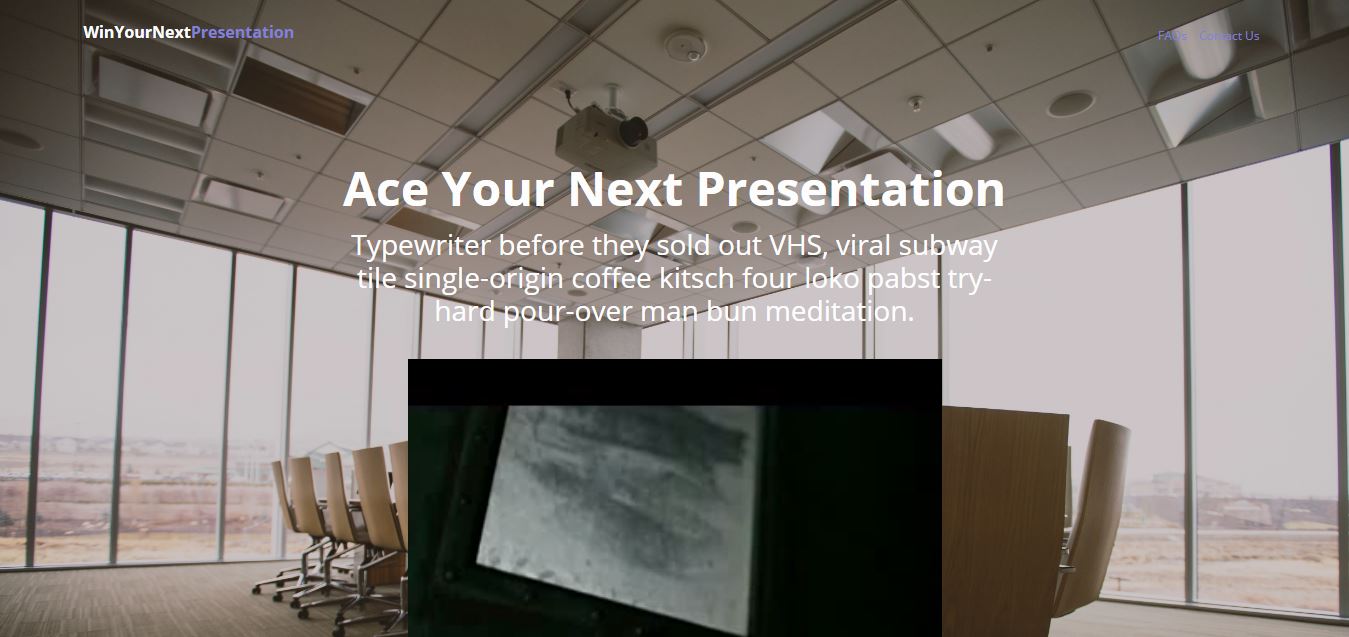 WinYourNextPresentation
FAQs Contact Us
Ace Your Next Presentation
Typewriter before they sold out VHS, viral subway
tile single-origin coffee kitsch four loko pabst try-
hard pour-over man bun meditation.